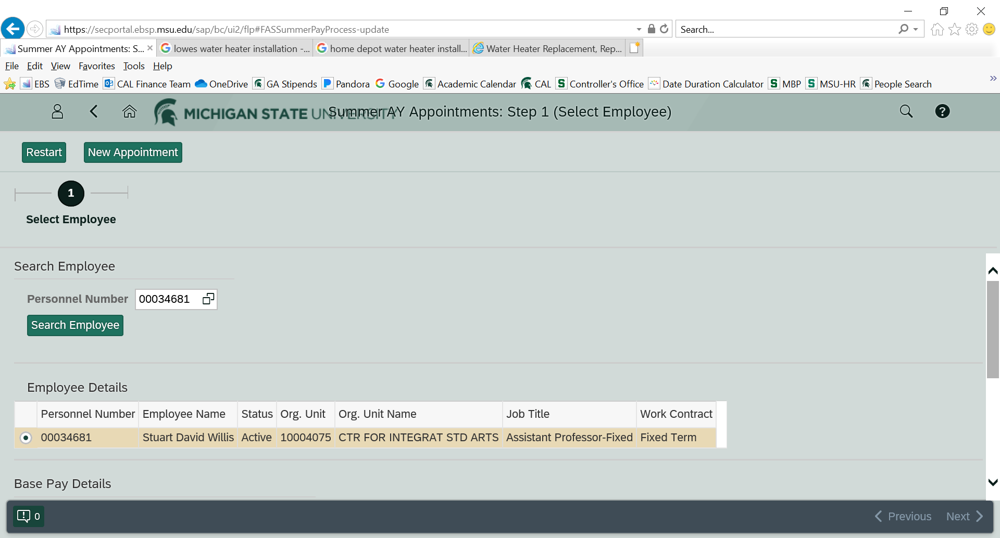 https://secportal.ebsp.msu.edu/sap/bc/ui2/flp#FASSummerPayProcess-update
Search...
Summer AY Appointments: S...
lowes water heater installation -...
home depot water heater install...
Water Heater Replacement, Rep...
File Edit View Favorites Tools Help
EBS EdTime CAL Finance Team OneDrive GA Stipends Pandora Google Academic Calendar CAL Controller's Office Date Duration Calculator MBP MSU-HR People Search
MICHIGAN STATE UNIVERSITY
Summer AY Appointments: Step 1 (Select Employee)
Restart New Appointment
1
Select Employee
Search Employee
Personnel Number 00034681
Search Employee
Employee Details
Personnel Number Employee Name Status Org. Unit Org. Unit Name Job Title Work Contract
00034681 Stuart David Willis Active 10004075 CTR FOR INTEGRAT STD ARTS Assistant Professor-Fixed Fixed Term
Base Pay Details
0
Previous Next